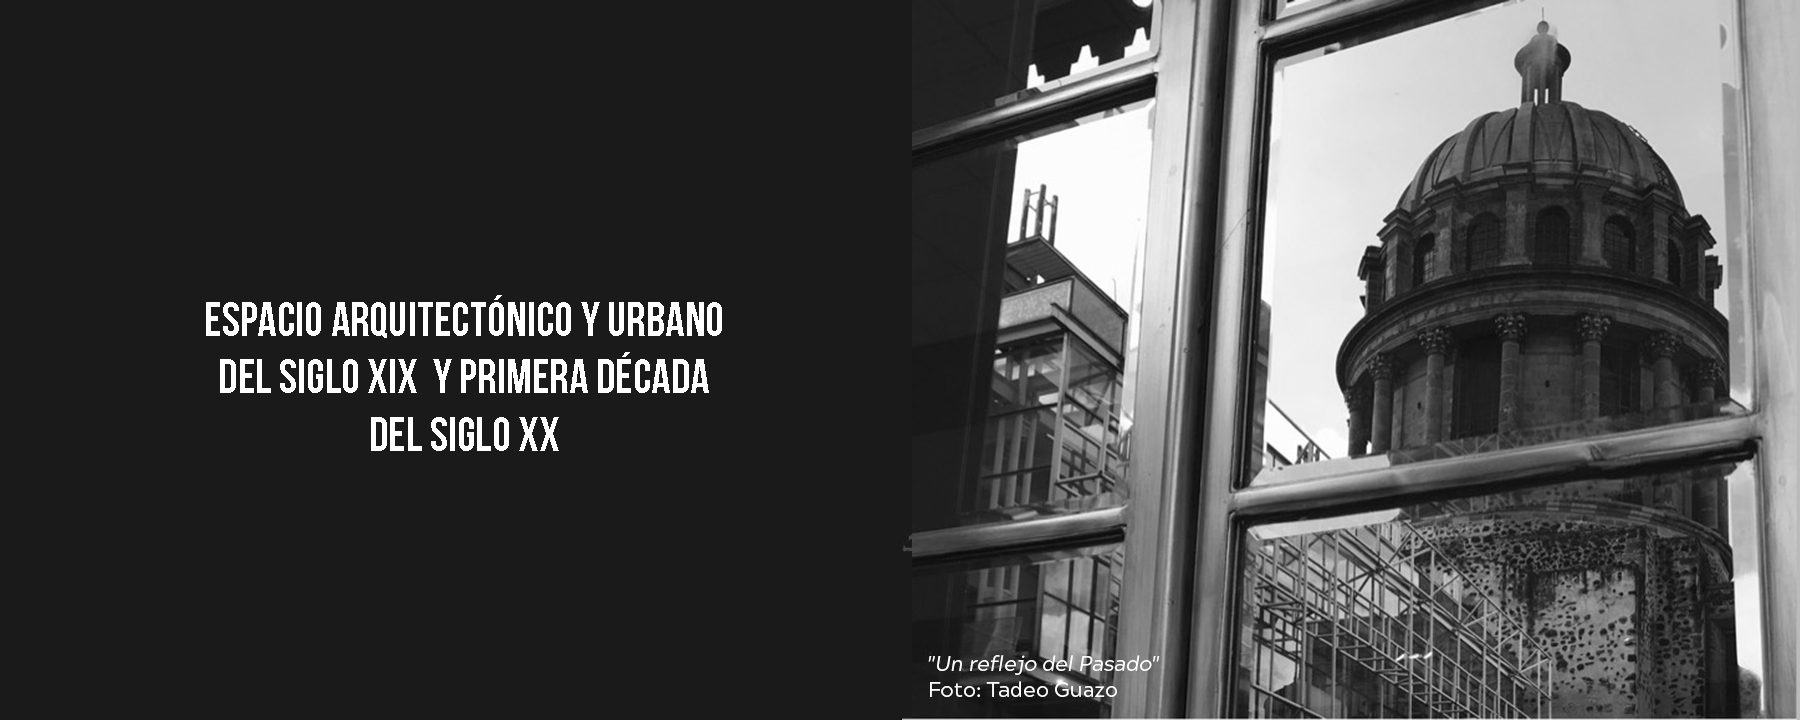 ESPACIO ARQUITECTÓNICO Y URBANO
DEL SIGLO XIX Y PRIMERA DÉCADA
DEL SIGLO XX
"Un reflejo del Pasado"
Foto: Tadeo Guazo